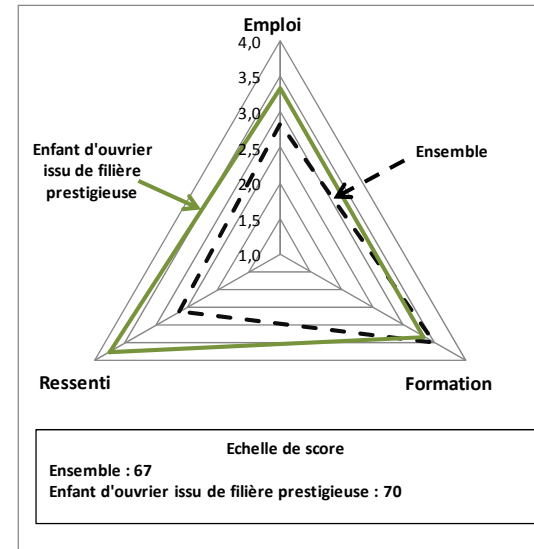 Emploi
4,0
3,5
3,0
2,5
2,0
1,5
1,0
Enfant d'ouvrier
issu de filière
prestigieuse
Ensemble
Ressenti
Formation
Echelle de score
Ensemble : 67
Enfant d'ouvrier issu de filière prestigieuse : 70